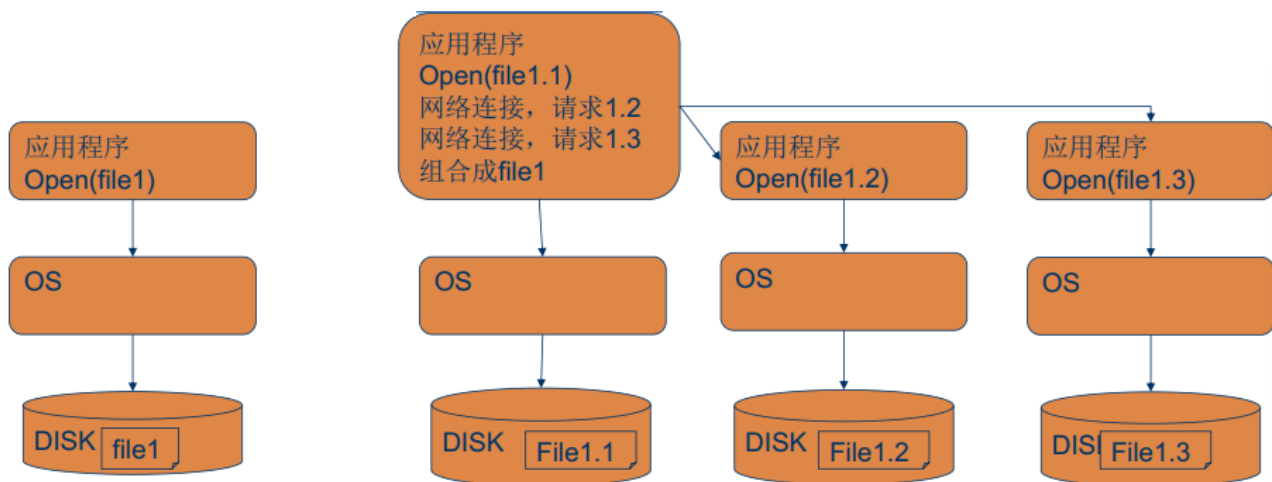 应用程序
Open(file1)
OS
DISK
file1
应用程序
Open(file1.1)
网络连接，请求1.2
网络连接，请求1.3
组合成file1
OS
DISK
File1.1
应用程序
Open(file1.2)
OS
DISK
File1.2
应用程序
Open(file1.3)
OS
DIS
File1.3